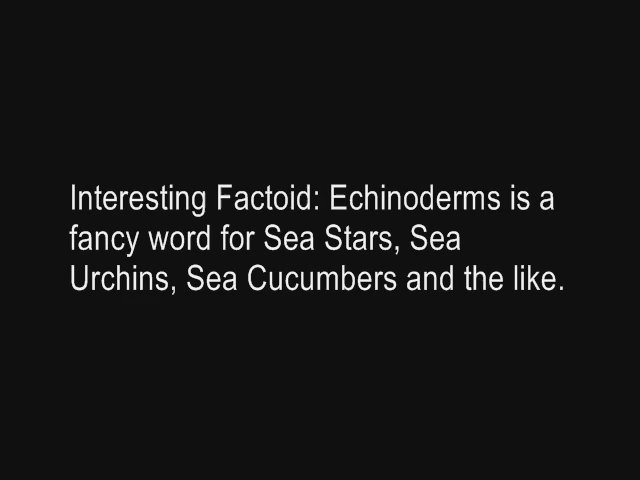 Interesting Factoid: Echinoderms is a
fancy word for Sea Stars, Sea
Urchins, Sea Cucumbers and the like.